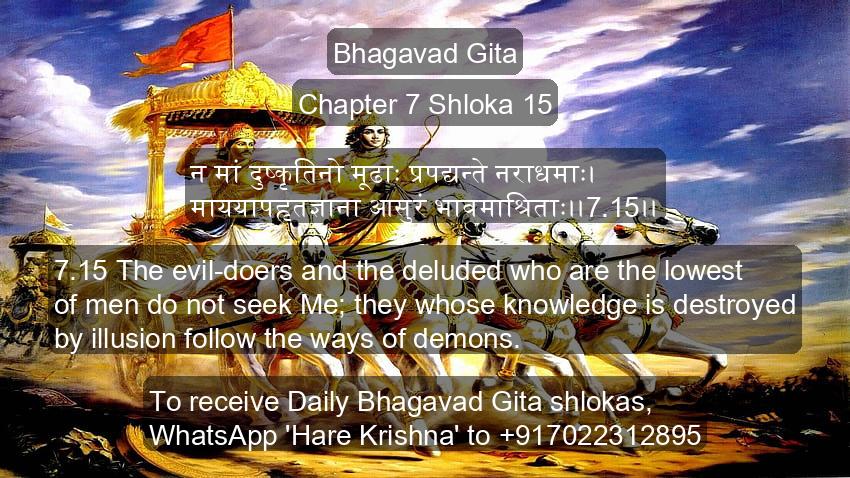 Bhagavad Gita
Chapter 7 Shloka 15
न मां दुष्कृतिनो मूढाः प्रपद्यन्ते नराधमाः।
माययापहृतज्ञाना आसुरं भावमाश्रिताः।।7.15।।
7.15 The evil-doers and the deluded who are the lowest
of men do not seek Me; they whose knowledge is destroyed
by illusion follow the ways of demons.
To receive Daily Bhagavad Gita shlokas,
WhatsApp 'Hare Krishna' to +917022312895